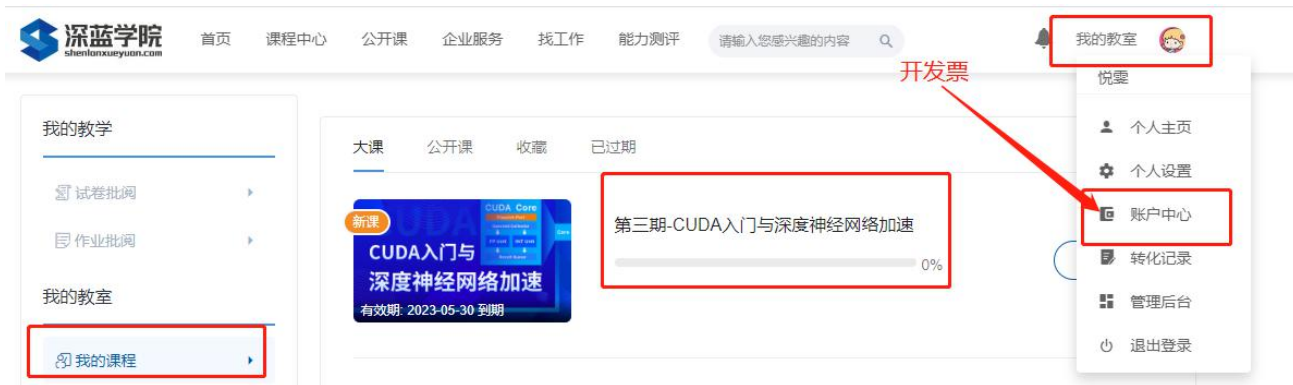 深蓝学院
shenlanxueyuan.com
首页 课程中心 公开课 企业服务 找工作 能力测评 请输入您感兴趣的内容 我的教室
开发票
悦雯
个人主页
个人设置
账户中心
转化记录
管理后台
退出登录
我的教学
试卷批阅
作业批阅
我的教室
我的课程
大课 公开课 收藏 已过期
新课
CUDA Core
CUDA入门与
深度神经网络加速
有效期: 2023-05-30 到期
第三期-CUDA入门与深度神经网络加速
0%